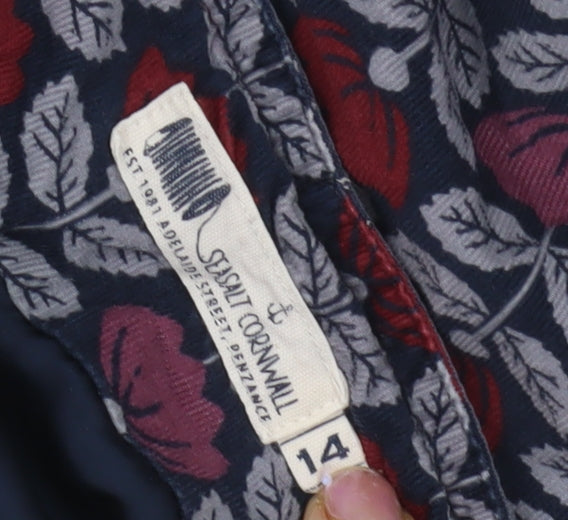 SEASALT CORNWALL
EST 1981 ADELAIDE STREET, PENZANCE
14